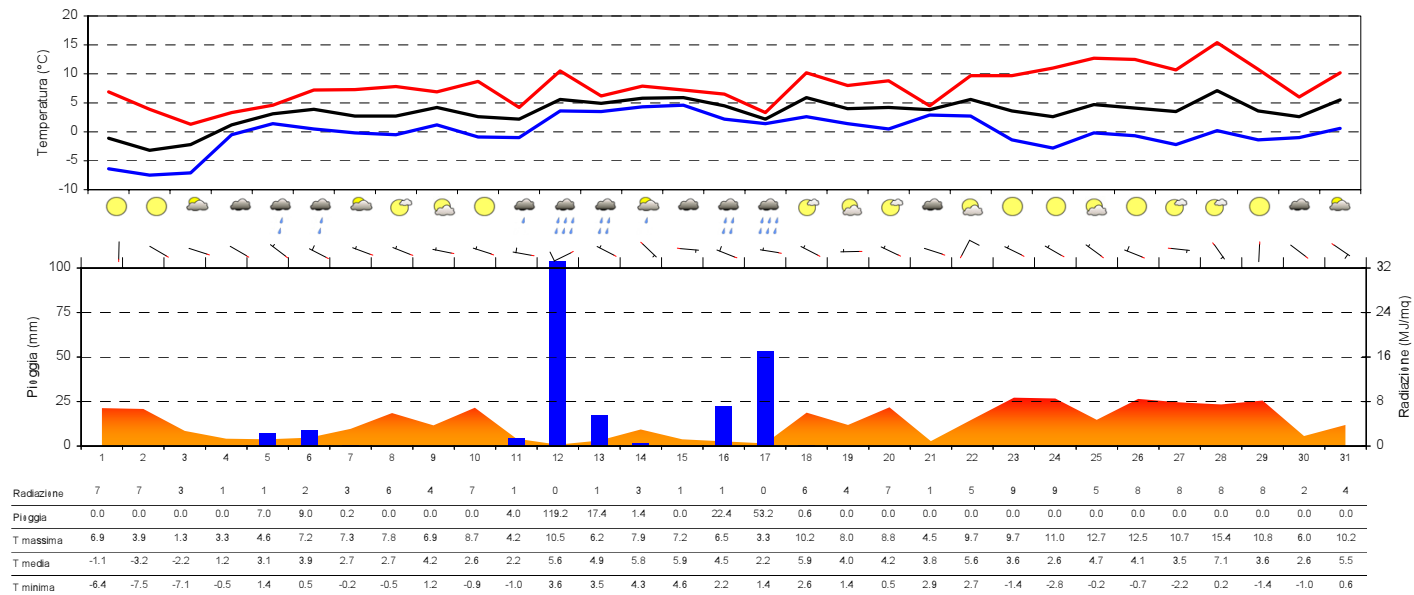 20
15
10
5
0
-5
-10
Temperatura (°C)
100
75
50
25
0
Pioggia (mm)
32
24
16
8
0
Radiazione (MJ/mq)
1 2 3 4 5 6 7 8 9 10 11 12 13 14 15 16 17 18 19 20 21 22 23 24 25 26 27 28 29 30 31
Radiazione 7 7 3 1 1 2 3 6 4 7 1 0 1 3 1 1 0 6 4 7 1 5 9 9 5 8 8 8 8 2 4
Pioggia 0.0 0.0 0.0 0.0 7.0 9.0 0.2 0.0 0.0 0.0 4.0 119.2 17.4 1.4 0.0 22.4 53.2 0.6 0.0 0.0 0.0 0.0 0.0 0.0 0.0 0.0 0.0 0.0 0.0 0.0 0.0
T massima 6.9 3.9 1.3 3.3 4.6 7.2 7.3 7.8 6.9 8.7 4.2 10.5 6.2 7.9 7.2 6.5 3.3 10.2 8.0 8.8 4.5 9.7 9.7 11.0 12.7 12.5 10.7 15.4 10.8 6.0 10.2
T media -1.1 -3.2 -2.2 1.2 3.1 3.9 2.7 2.7 4.2 2.6 2.2 5.6 4.9 5.8 5.9 4.5 2.2 5.9 4.0 4.2 3.8 5.6 3.6 2.6 4.7 4.1 3.5 7.1 3.6 2.6 5.5
T minima -6.4 -7.5 -7.1 -0.5 1.4 0.5 -0.2 -0.5 1.2 -0.9 -1.0 3.6 3.5 4.3 4.6 2.2 1.4 2.6 1.4 0.5 2.9 2.7 -1.4 -2.8 -0.2 -0.7 -2.2 0.2 -1.4 -1.0 0.6